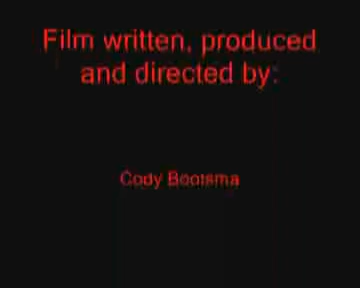 Film written, produced
and directed by:
Cody Bootsma